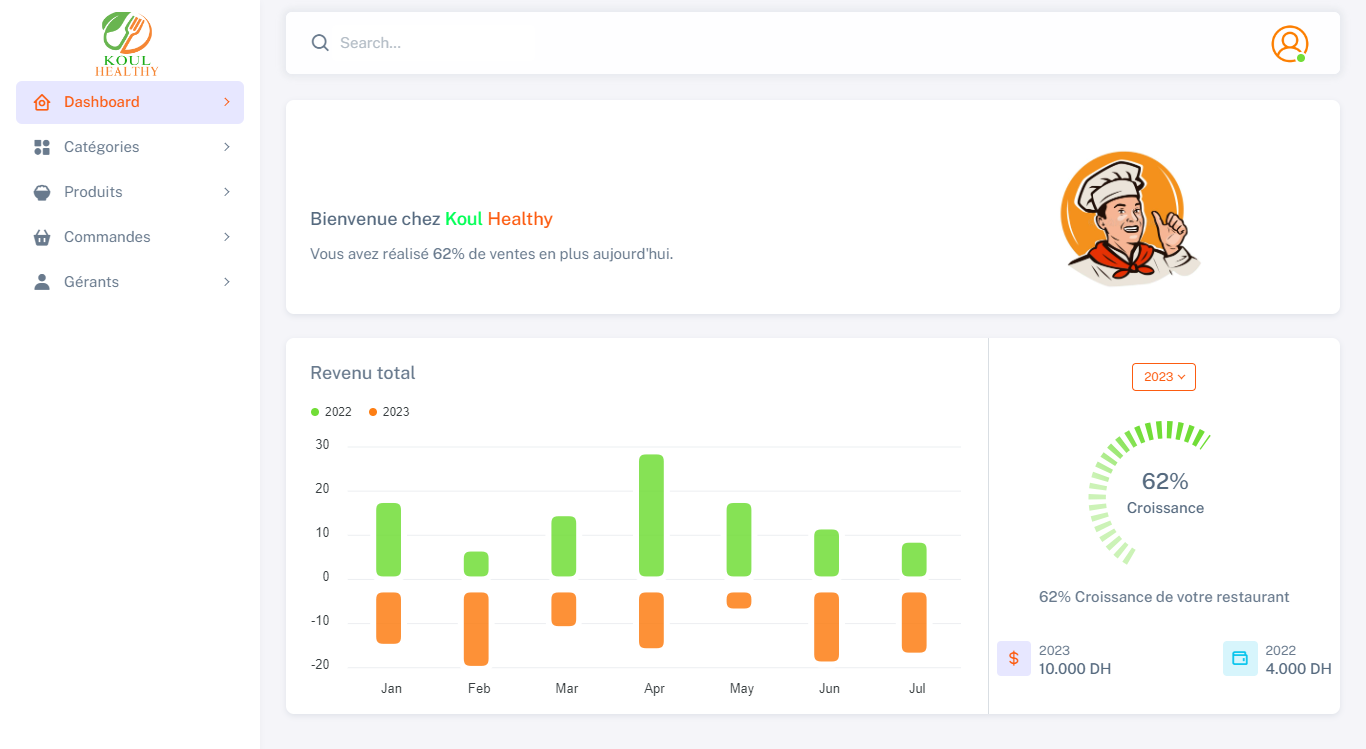 KOUL
HEALTHY
Dashboard
Catégories
Produits
Commandes
Gérants
Search...
Bienvenue chez Koul Healthy
Vous avez réalisé 62% de ventes en plus aujourd'hui.
Revenu total
2022 2023
30
20
10
0
-10
-20
Jan Feb Mar Apr May Jun Jul
2023
62%
Croissance
62% Croissance de votre restaurant
$
2023
10.000 DH
2022
4.000 DH